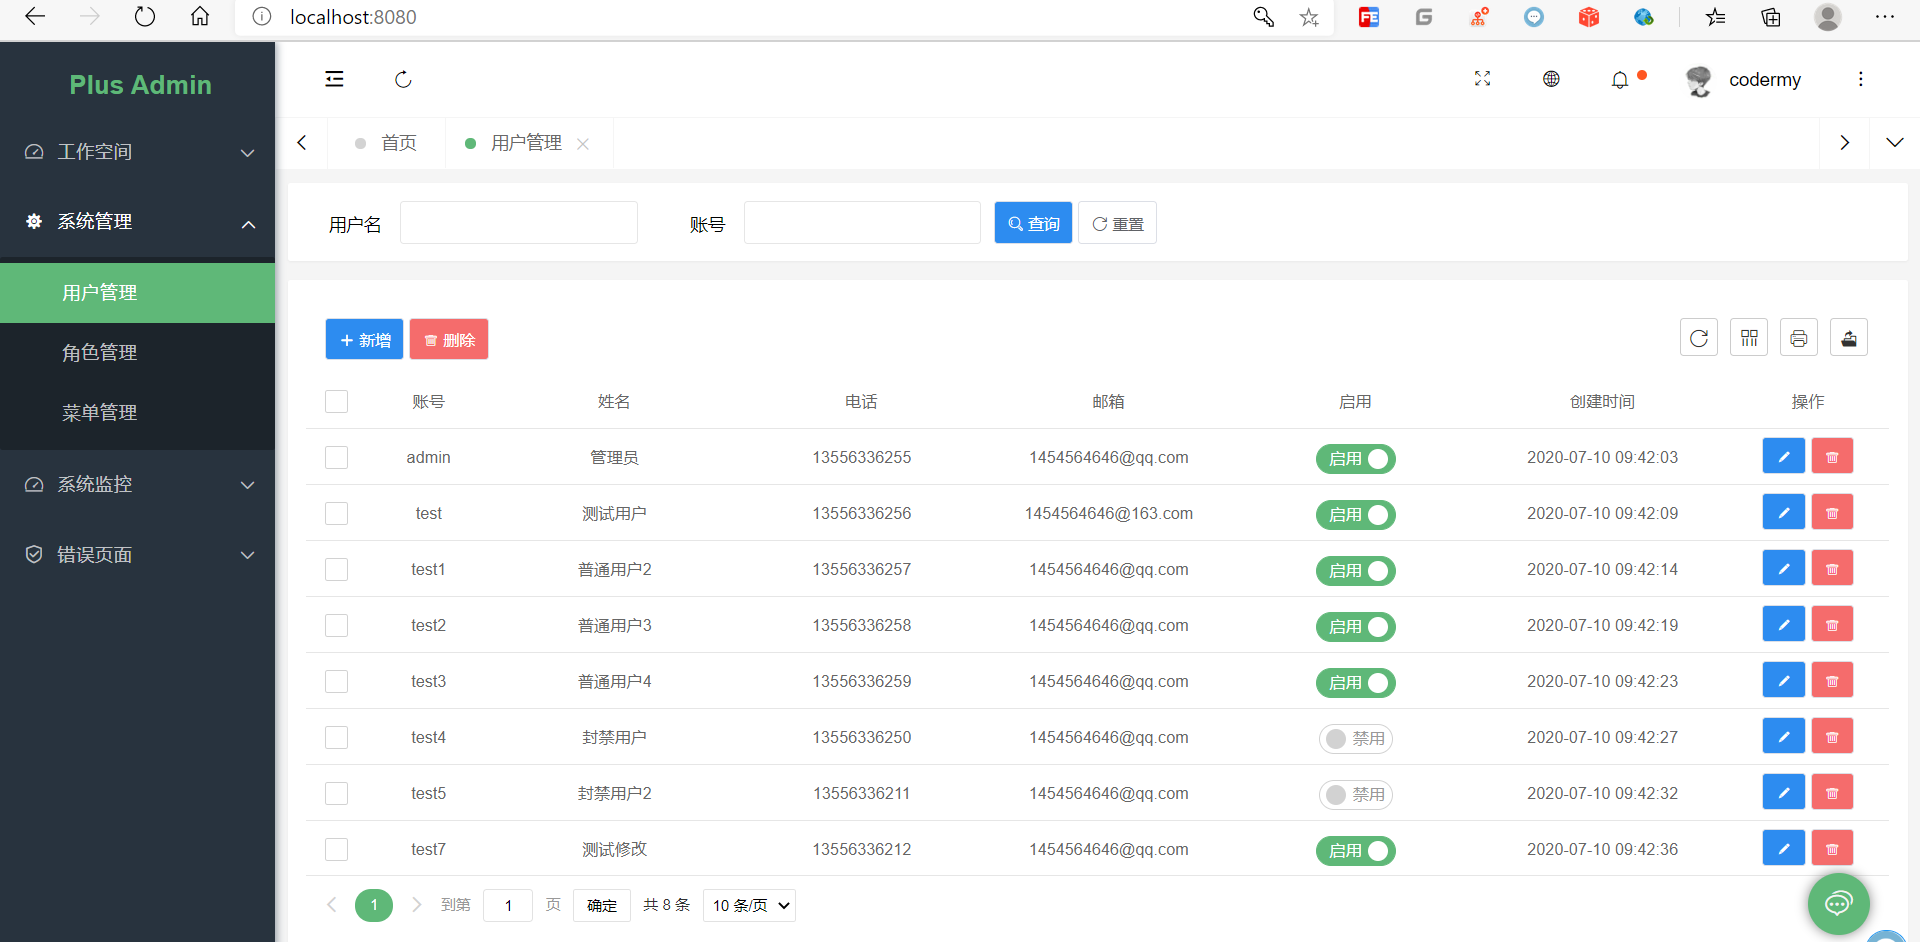 localhost:8080
Plus Admin
codermy
工作空间
首页
用户管理
系统管理
用户名
账号
查询
重置
用户管理
角色管理
菜单管理
系统监控
错误页面
新增
删除
账号 姓名 电话 邮箱 启用 创建时间 操作
admin 管理员 13556336255 1454564646@qq.com 启用 2020-07-10 09:42:03
test 测试用户 13556336256 1454564646@163.com 启用 2020-07-10 09:42:09
test1 普通用户2 13556336257 1454564646@qq.com 启用 2020-07-10 09:42:14
test2 普通用户3 13556336258 1454564646@qq.com 启用 2020-07-10 09:42:19
test3 普通用户4 13556336259 1454564646@qq.com 启用 2020-07-10 09:42:23
test4 封禁用户 13556336250 1454564646@qq.com 禁用 2020-07-10 09:42:27
test5 封禁用户2 13556336211 1454564646@qq.com 禁用 2020-07-10 09:42:32
test7 测试修改 13556336212 1454564646@qq.com 启用 2020-07-10 09:42:36
1 到第 1 页 确定 共 8 条 10 条/页